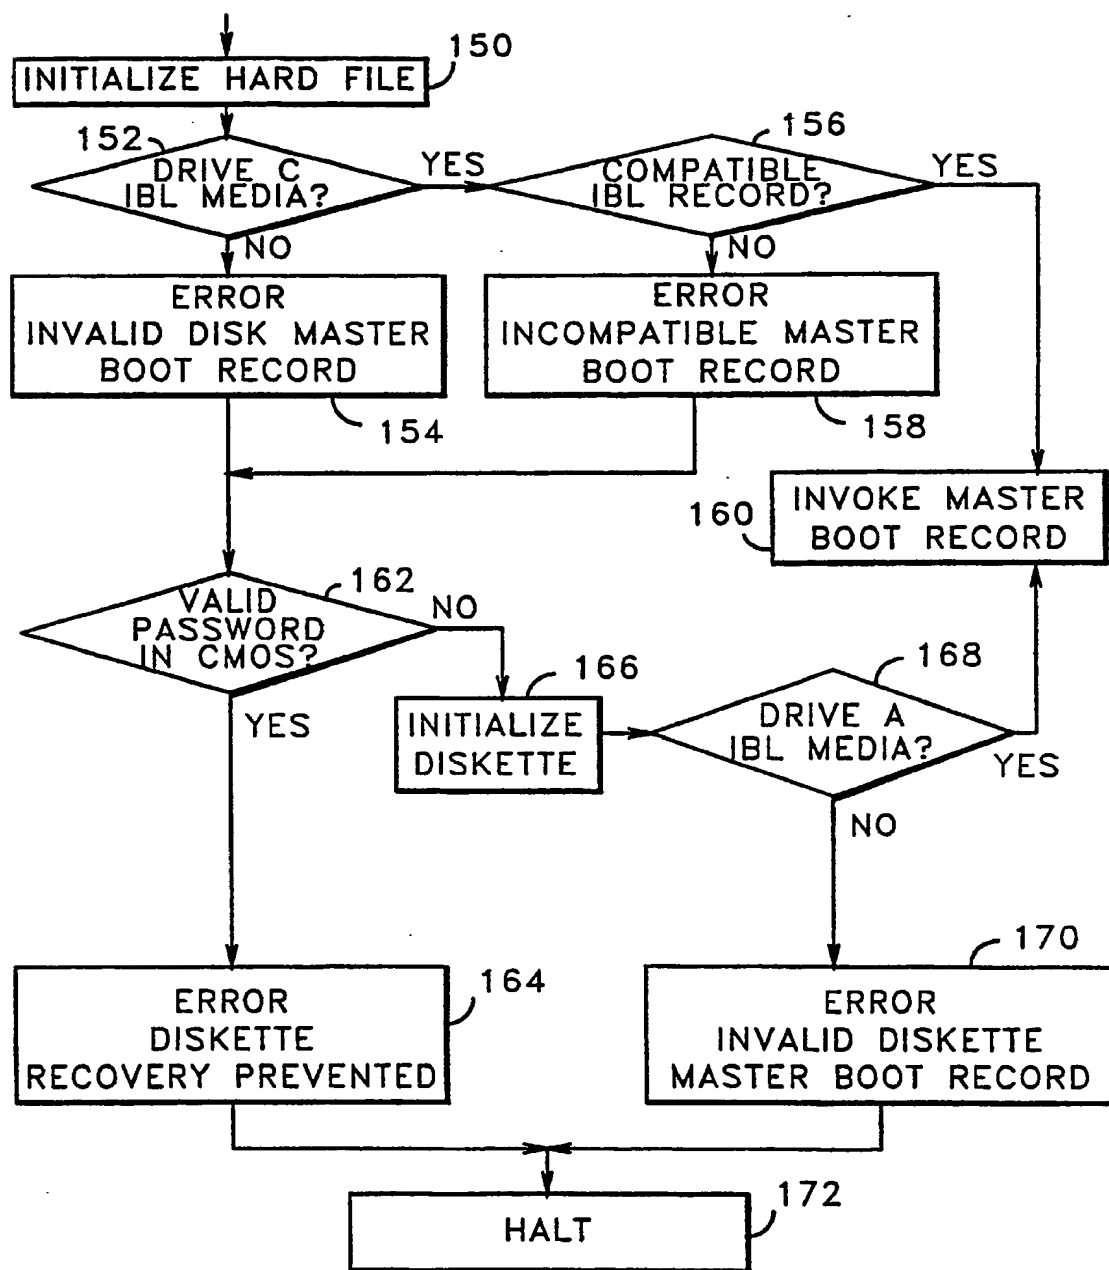 150
INITIALIZE HARD FILE
152
DRIVE C
IBL MEDIA?
YES
156
COMPATIBLE
IBL RECORD?
YES
NO
NO
ERROR
INVALID DISK MASTER
BOOT RECORD
154
ERROR
INCOMPATIBLE MASTER
BOOT RECORD
158
160
INVOKE MASTER
BOOT RECORD
162
VALID
PASSWORD
IN CMOS?
NO
YES
166
INITIALIZE
DISKETTE
168
DRIVE A
IBL MEDIA?
YES
NO
164
ERROR
DISKETTE
RECOVERY PREVENTED
170
ERROR
INVALID DISKETTE
MASTER BOOT RECORD
172
HALT